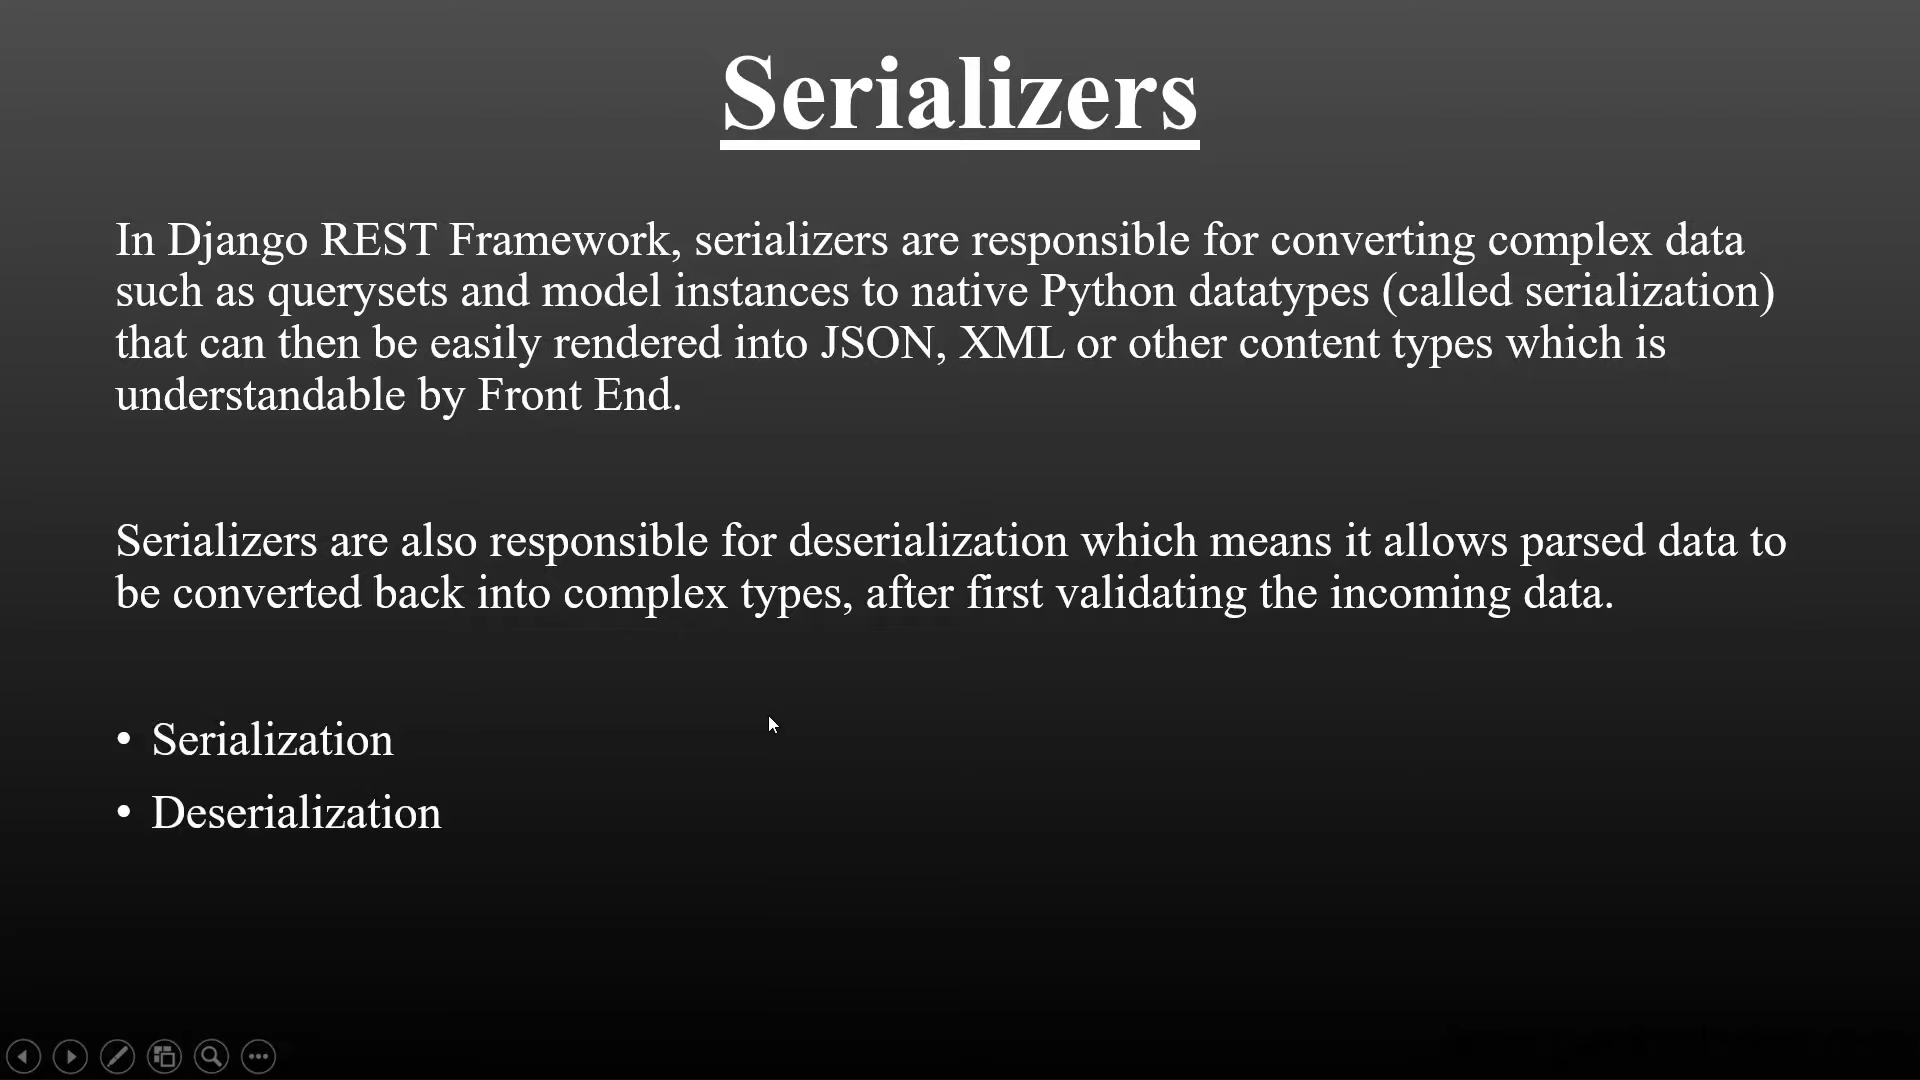 Serializers
In Django REST Framework, serializers are responsible for converting complex data
such as querysets and model instances to native Python datatypes (called serialization)
that can then be easily rendered into JSON, XML or other content types which is
understandable by Front End.
Serializers are also responsible for deserialization which means it allows parsed data to
be converted back into complex types, after first validating the incoming data.
• Serialization
• Deserialization